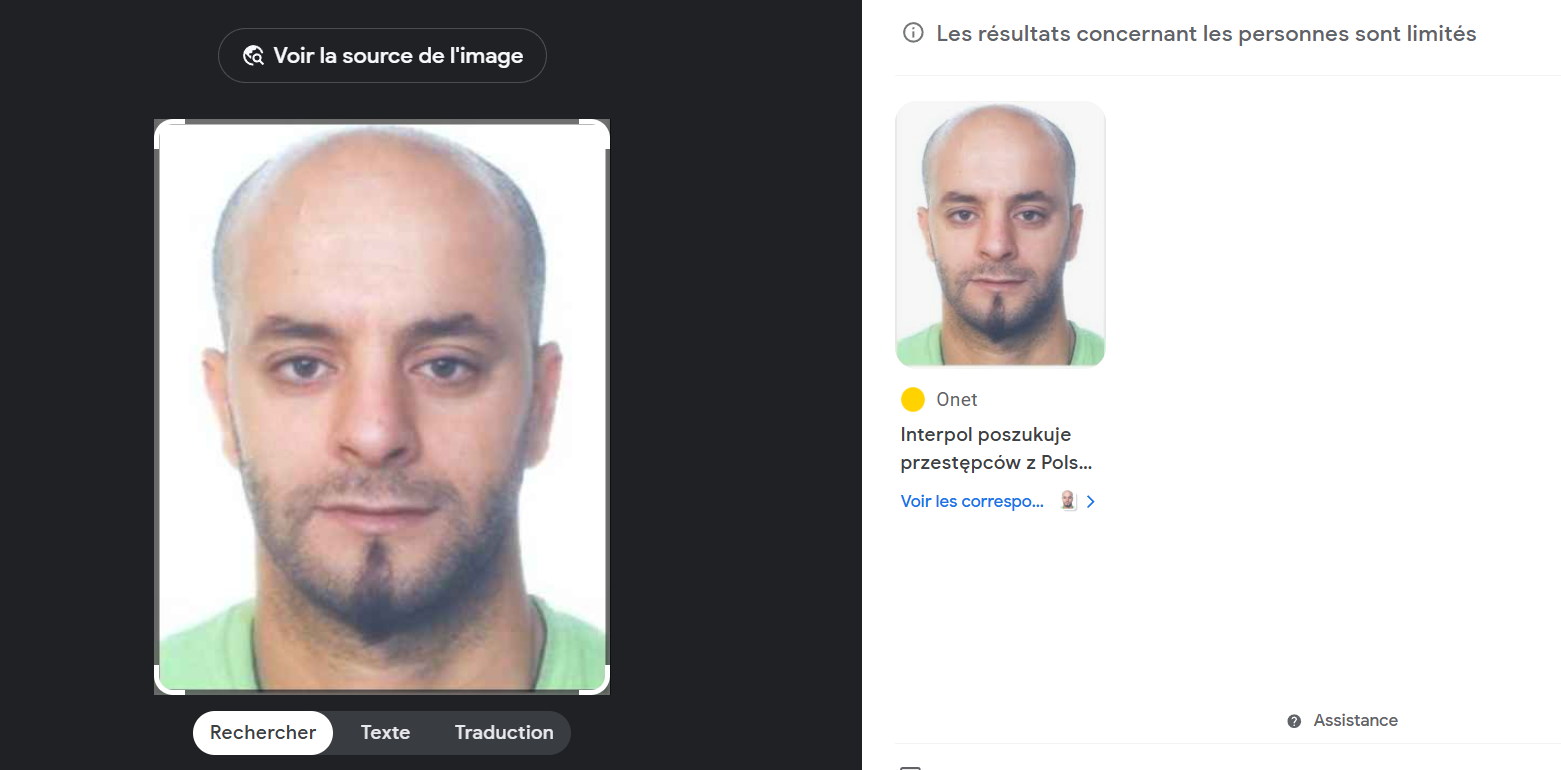 Voir la source de l'image
Les résultats concernant les personnes sont limités
Onet
Interpol poszukuje
przestępców z Pols...
Voir les correspo...
Rechercher
Texte
Traduction
Assistance